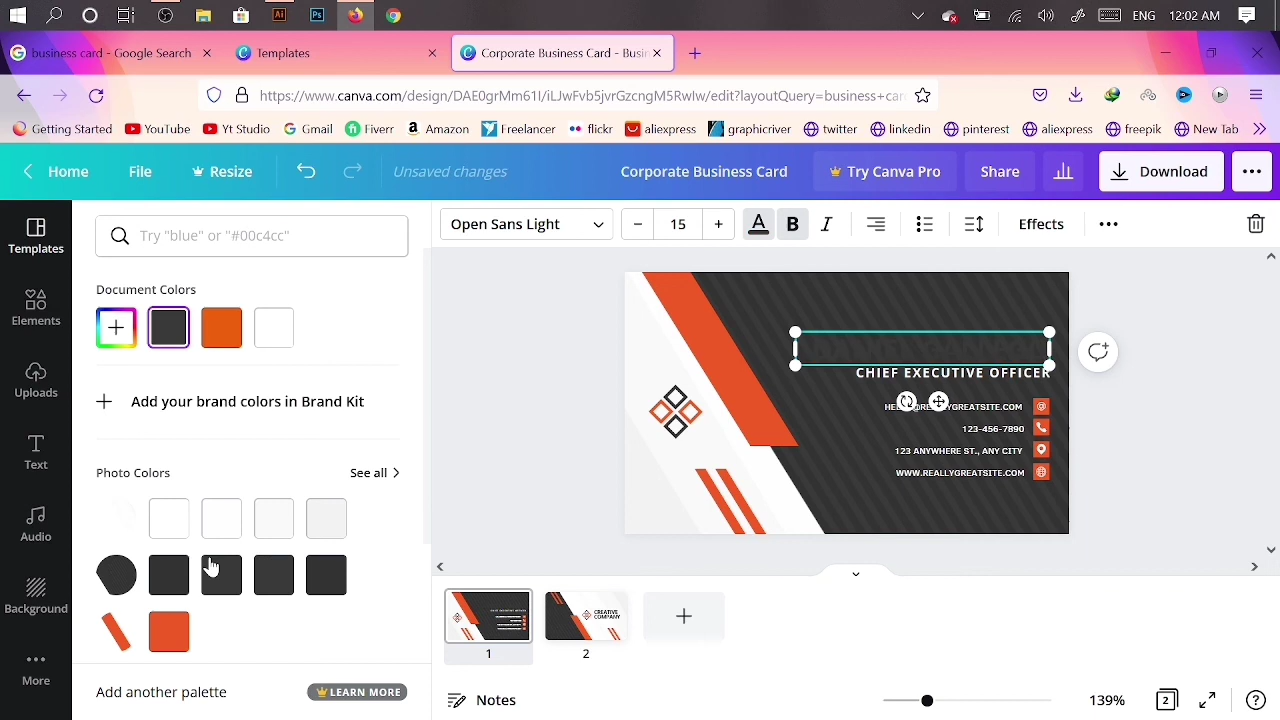 ENG 12:02 AM
business card - Google Search
Templates
Corporate Business Card - Busin
https://www.canva.com/design/DAE0grMm61I/iLJwFvb5jvrGzcngM5RwIw/edit?layoutQuery=business+car
Getting Started YouTube Yt Studio Gmail Fiverr Amazon Freelancer flickr aliexpress graphicriver twitter linkedin pinterest aliexpress freepik New Tab
Home File Resize Unsaved changes Corporate Business Card Try Canva Pro Share Download
Templates
Elements
Uploads
Text
Audio
Background
More
Try "blue" or "#00c4cc"
Document Colors
Add your brand colors in Brand Kit
Photo Colors See all
Add another palette LEARN MORE
Open Sans Light 15 A B I Effects
CHIEF EXECUTIVE OFFICER
123-456-7890
123 ANYWHERE ST., ANY CITY
WWW.REALLYGREATSITE.COM
CREATIVE
COMPANY
1 2
Notes 139% 2